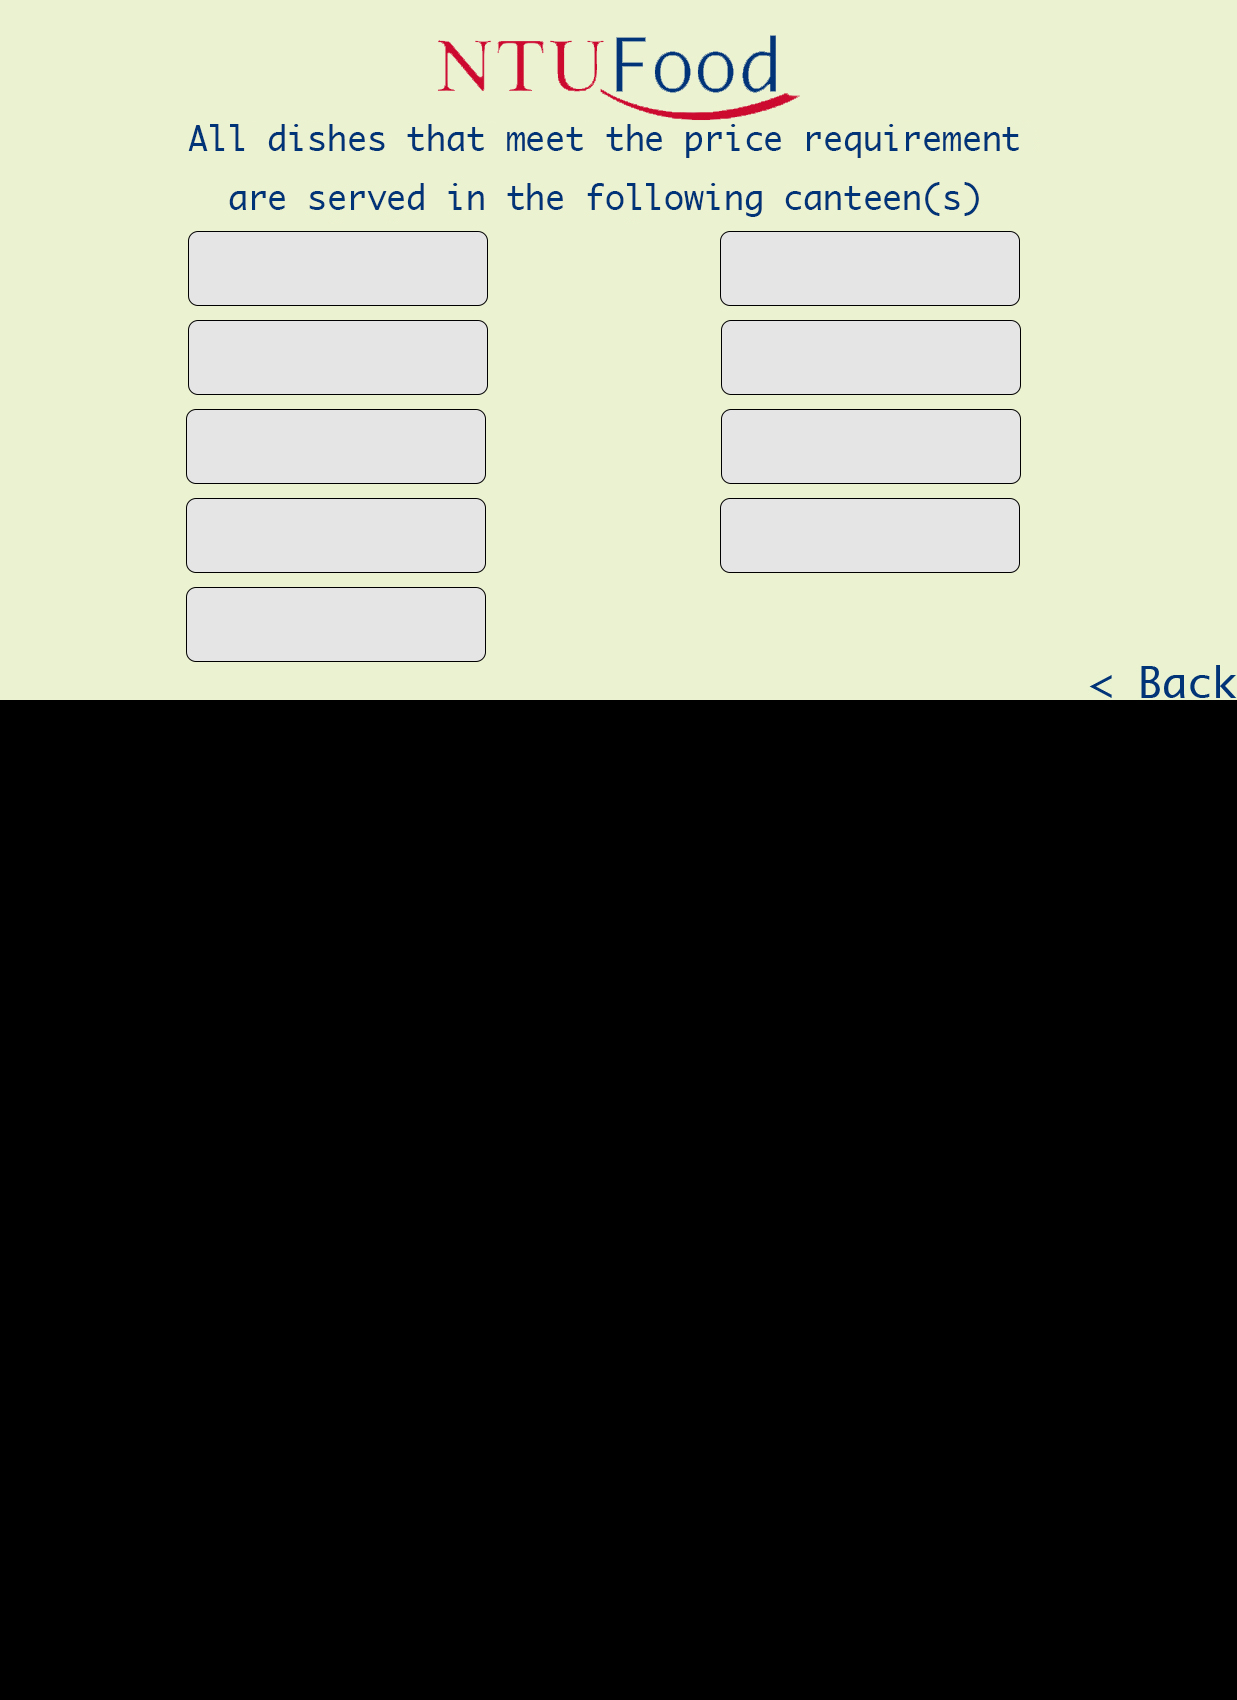 NTUFood
All dishes that meet the price requirement
are served in the following canteen(s)
< Back